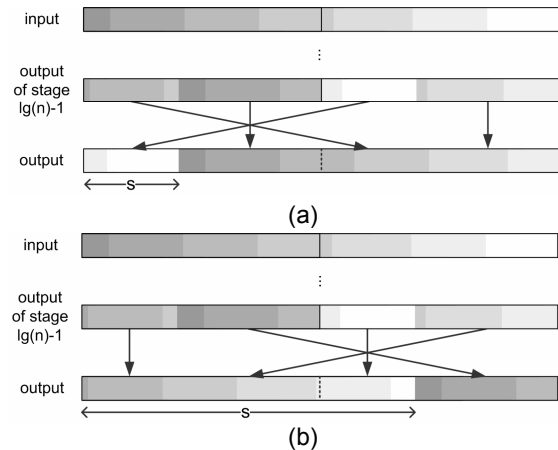 input
⋮
output
of stage
lg(n)-1
output
s
(a)
input
⋮
output
of stage
lg(n)-1
output
s
(b)